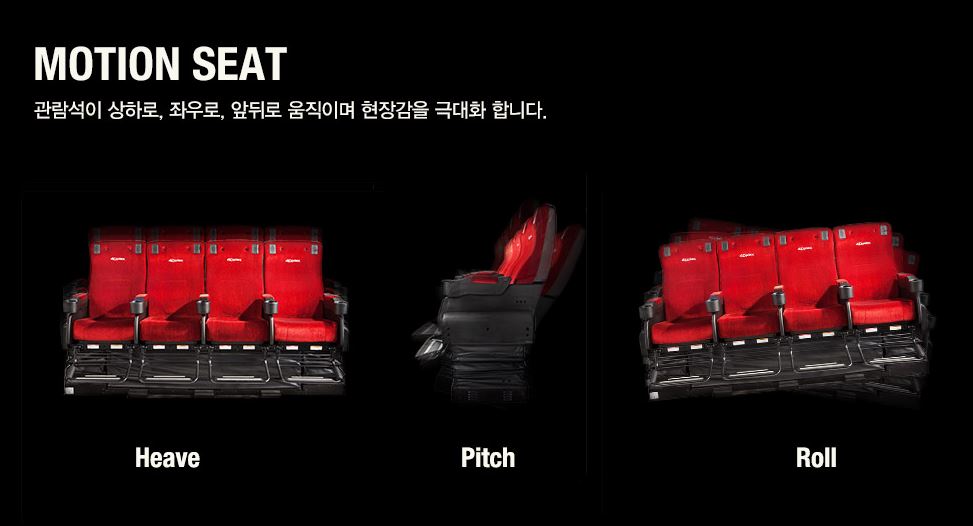 MOTION SEAT
관람석이 상하로, 좌우로, 앞뒤로 움직이며 현장감을 극대화 합니다.
Heave
Pitch
Roll